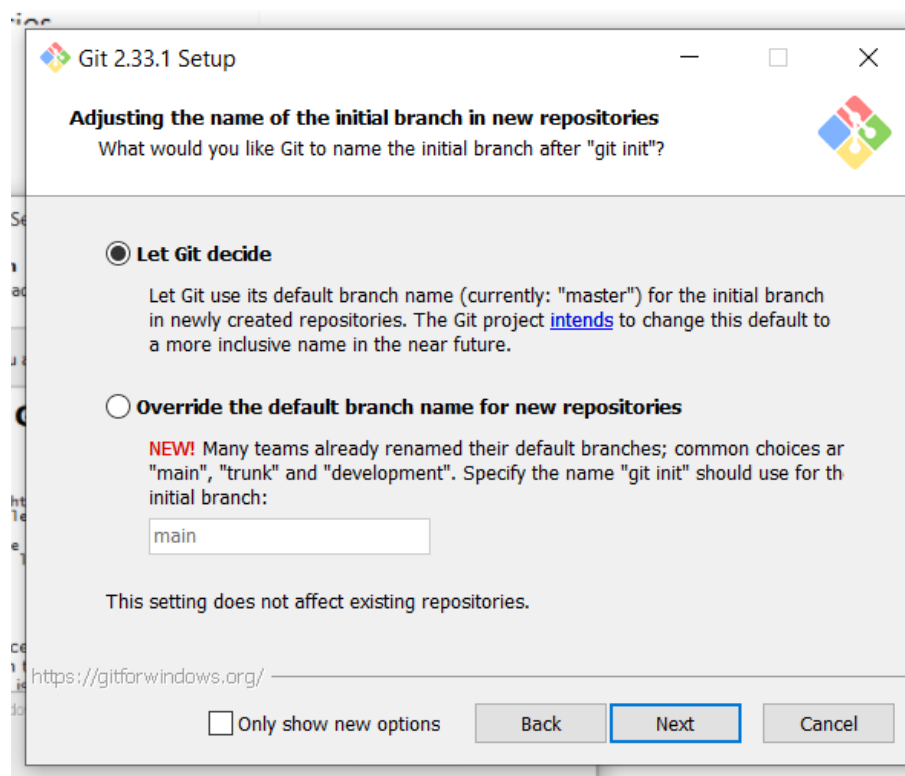 Git 2.33.1 Setup
Adjusting the name of the initial branch in new repositories
What would you like Git to name the initial branch after "git init"?
Let Git decide
Let Git use its default branch name (currently: "master") for the initial branch
in newly created repositories. The Git project intends to change this default to
a more inclusive name in the near future.
Override the default branch name for new repositories
NEW! Many teams already renamed their default branches; common choices ar
"main", "trunk" and "development". Specify the name "git init" should use for th
initial branch:
main
This setting does not affect existing repositories.
https://gitforwindows.org/
Only show new options
Back
Next
Cancel